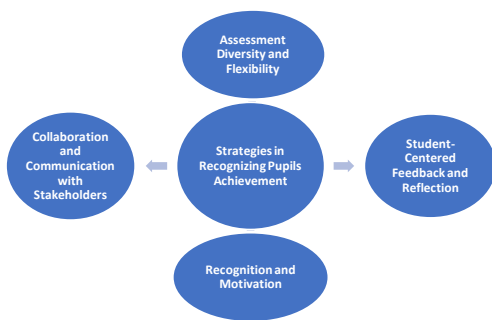 Assessment
Diversity and
Flexibility
Collaboration
and
Communication
with
Stakeholders
Strategies in
Recognizing Pupils
Achievement
Student-
Centered
Feedback and
Reflection
Recognition and
Motivation